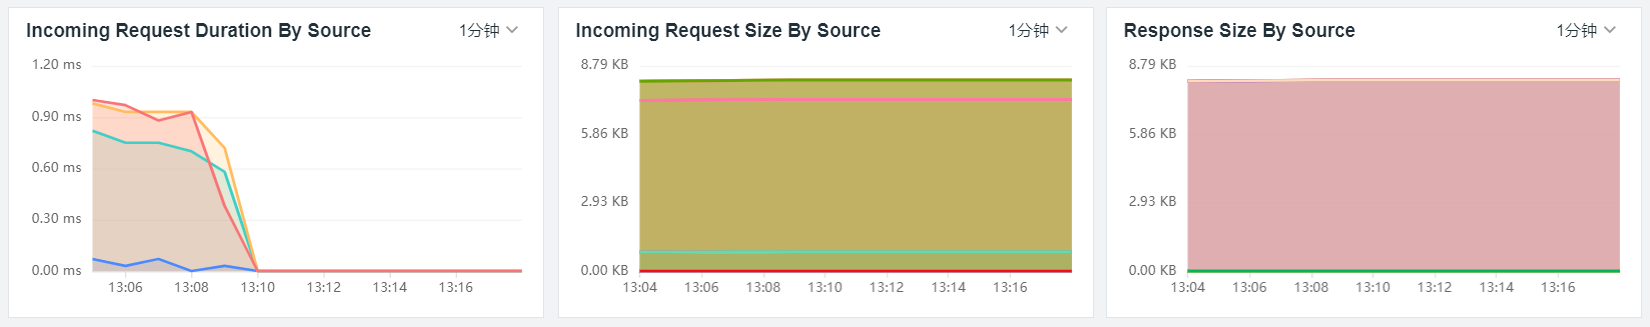 Incoming Request Duration By Source
1分钟
1.20 ms
0.90 ms
0.60 ms
0.30 ms
0.00 ms
13:06 13:08 13:10 13:12 13:14 13:16
Incoming Request Size By Source
1分钟
8.79 KB
5.86 KB
2.93 KB
0.00 KB
13:04 13:06 13:08 13:10 13:12 13:14 13:16
Response Size By Source
1分钟
8.79 KB
5.86 KB
2.93 KB
0.00 KB
13:04 13:06 13:08 13:10 13:12 13:14 13:16